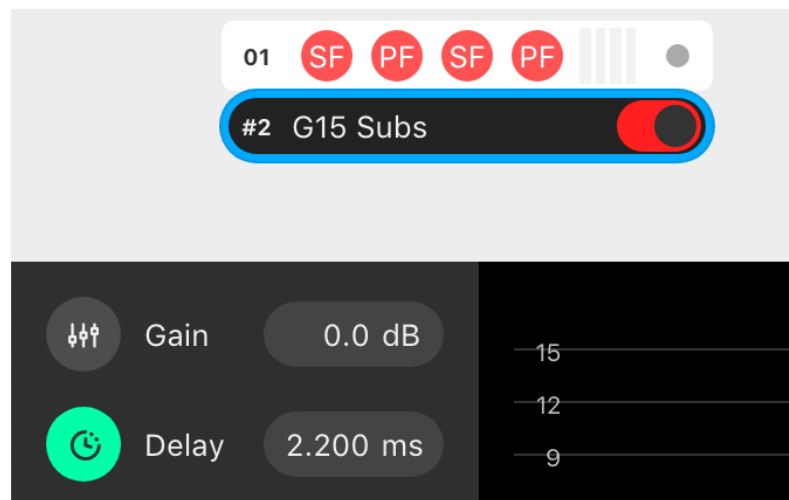 01 SF PF SF PF
#2 G15 Subs
Gain 0.0 dB
15
12
Delay 2.200 ms
9